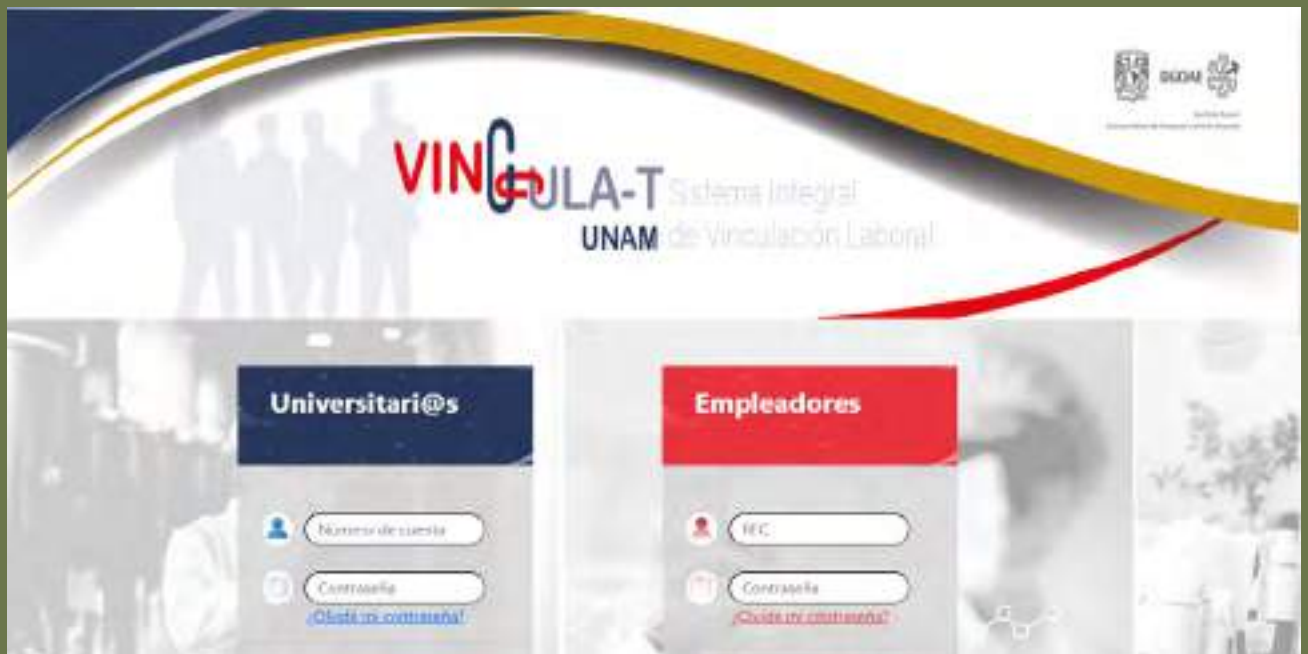 VINCULA-T
UNAM
Sistema Integral
de Vinculación Laboral
DGOAE
Universitari@s
Número de cuenta
Contraseña
¿Olvidé mi contraseña?
Empleadores
RFC
Contraseña
¿Olvidé mi contraseña?